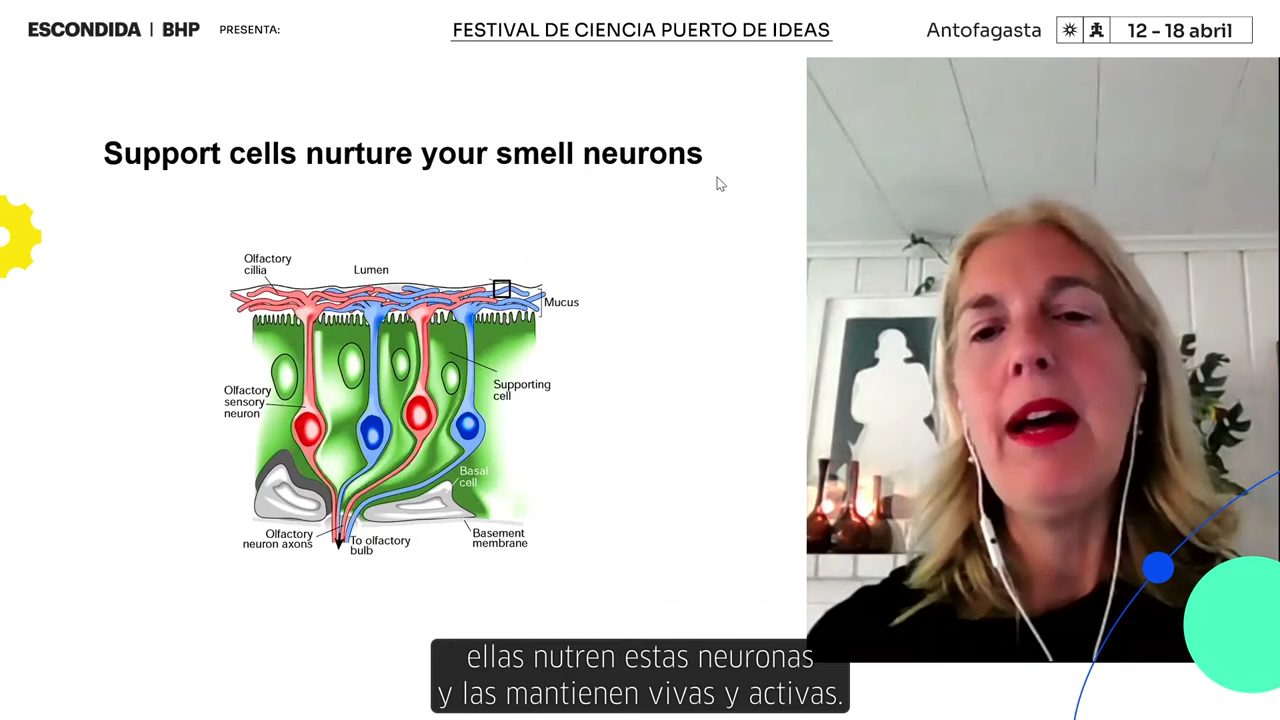 ESCONDIDA | BHP PRESENTA:
FESTIVAL DE CIENCIA PUERTO DE IDEAS
Antofagasta
12 – 18 abril
Support cells nurture your smell neurons
Olfactory
cillia
Lumen
Mucus
Supporting
cell
Olfactory
sensory
neuron
Basal
cell
Olfactory
neuron axons
To olfactory
bulb
Basement
membrane
ellas nutren estas neuronas
y las mantienen vivas y activas.